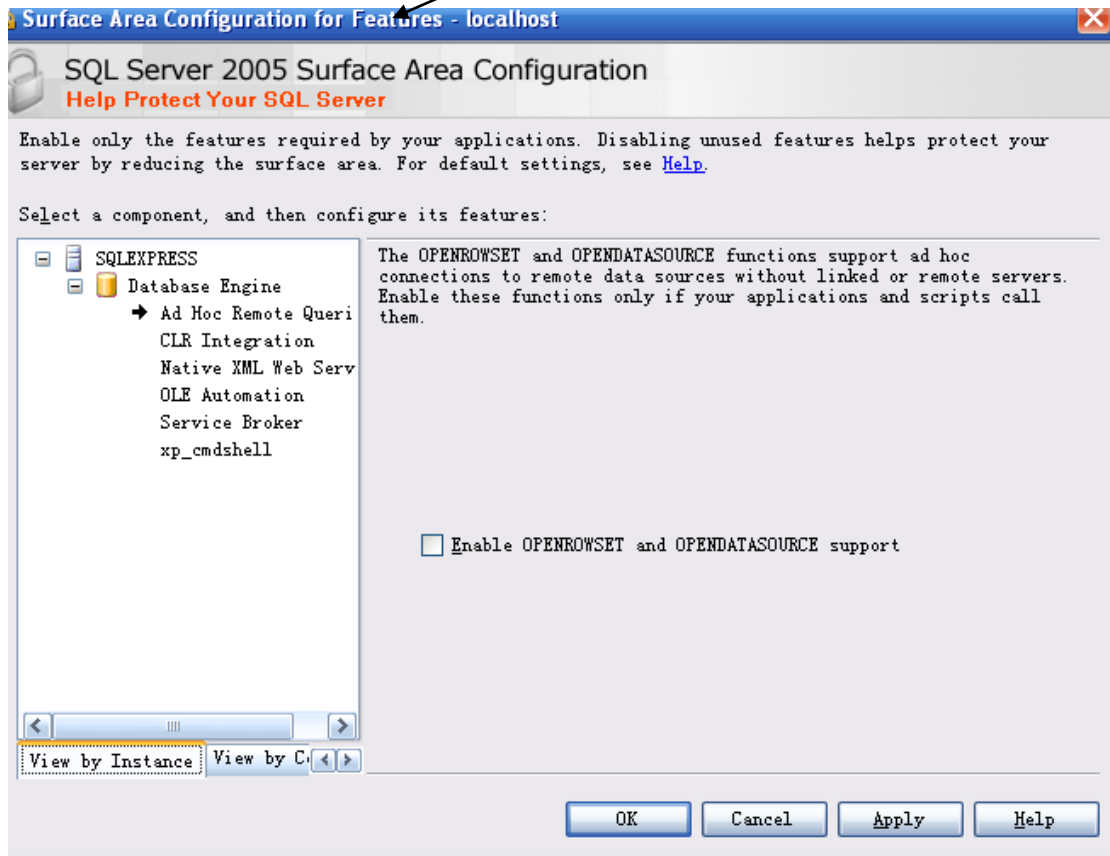 Surface Area Configuration for Features - localhost
SQL Server 2005 Surface Area Configuration
Help Protect Your SQL Server
Enable only the features required by your applications. Disabling unused features helps protect your
server by reducing the surface area. For default settings, see Help.
Select a component, and then configure its features:
SQLEXPRESS
Database Engine
Ad Hoc Remote Queri
CLR Integration
Native XML Web Serv
OLE Automation
Service Broker
xp_cmdshell
The OPENROWSET and OPENDATASOURCE functions support ad hoc
connections to remote data sources without linked or remote servers.
Enable these functions only if your applications and scripts call
them.
Enable OPENROWSET and OPENDATASOURCE support
View by Instance View by C
OK Cancel Apply Help